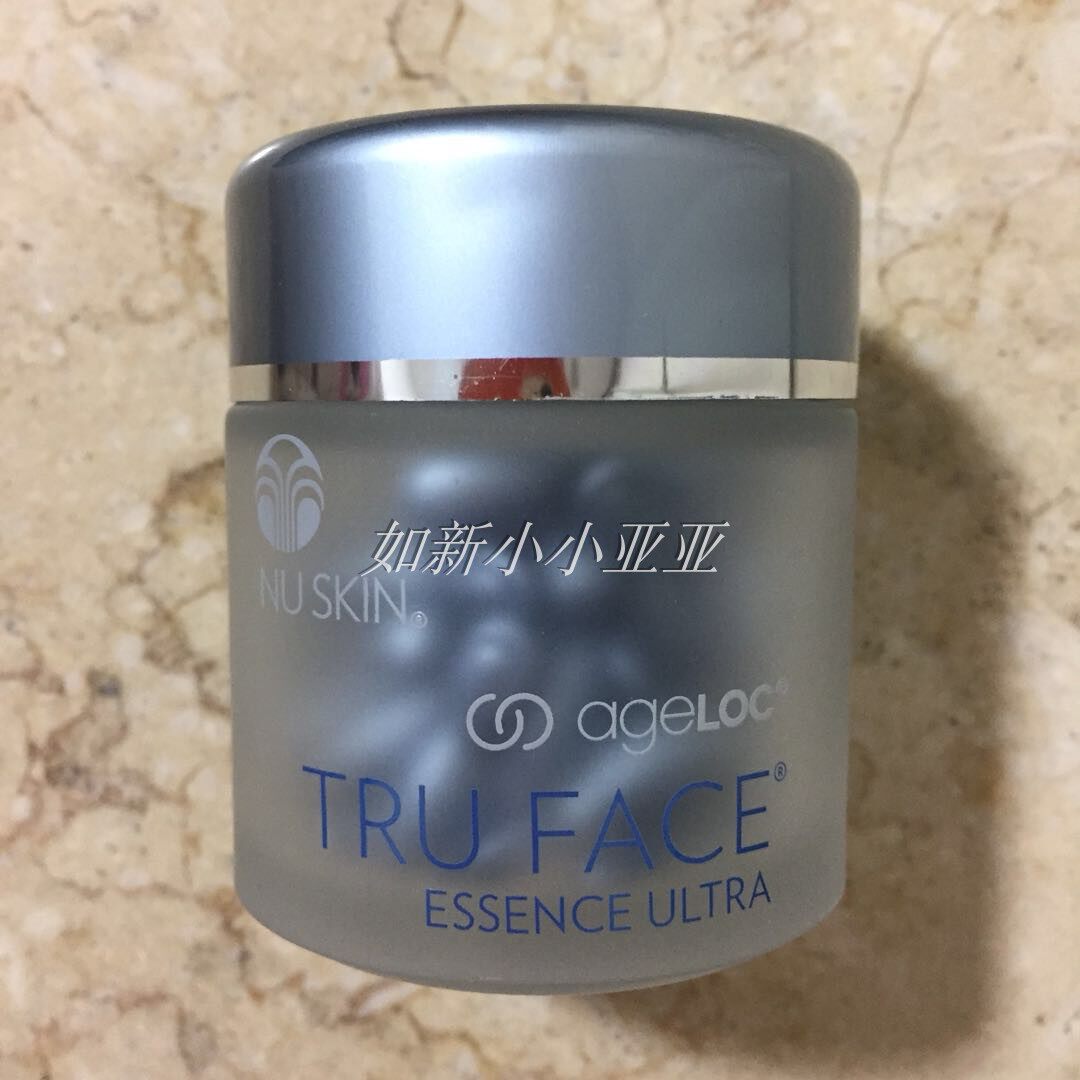 如新小小亚亚
NU SKIN®
ageLOC®
TRU FACE®
ESSENCE ULTRA